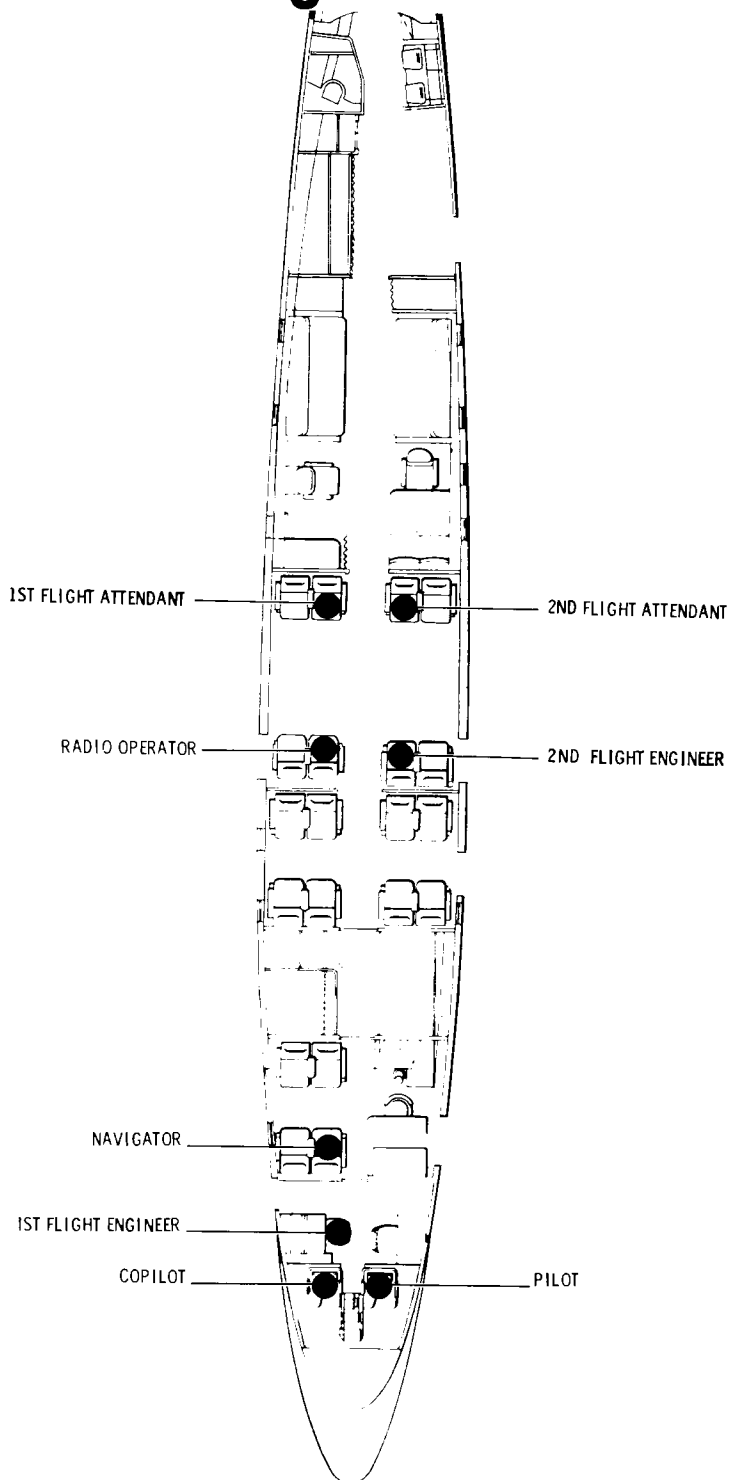 1ST FLIGHT ATTENDANT
2ND FLIGHT ATTENDANT
RADIO OPERATOR
2ND FLIGHT ENGINEER
NAVIGATOR
1ST FLIGHT ENGINEER
COPILOT
PILOT